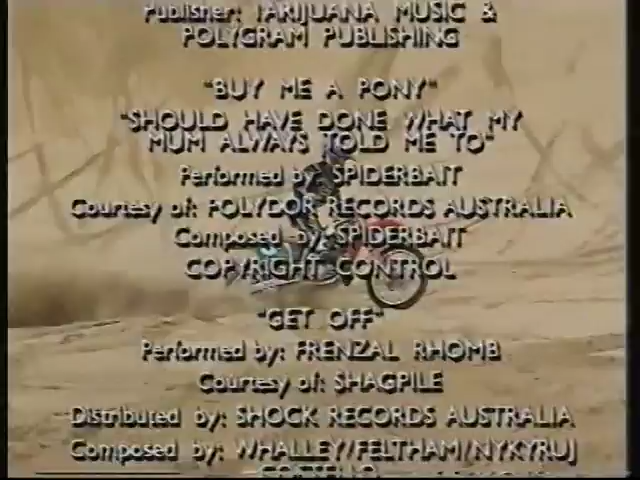 Publisher: TARIJUANA MUSIC &
POLYGRAM PUBLISHING
"BUY ME A PONY"
"SHOULD HAVE DONE WHAT MY
MUM ALWAYS TOLD ME TO"
Performed by: SPIDERBAIT
Courtesy of: POLYDOR RECORDS AUSTRALIA
Composed by: SPIDERBAIT
COPYRIGHT CONTROL
"GET OFF"
Performed by: FRENZAL RHOMB
Courtesy of: SHAGPILE
Distributed by: SHOCK RECORDS AUSTRALIA
Composed by: WHALLEY/FELTHAM/NYKYRUJ
COSTELLO